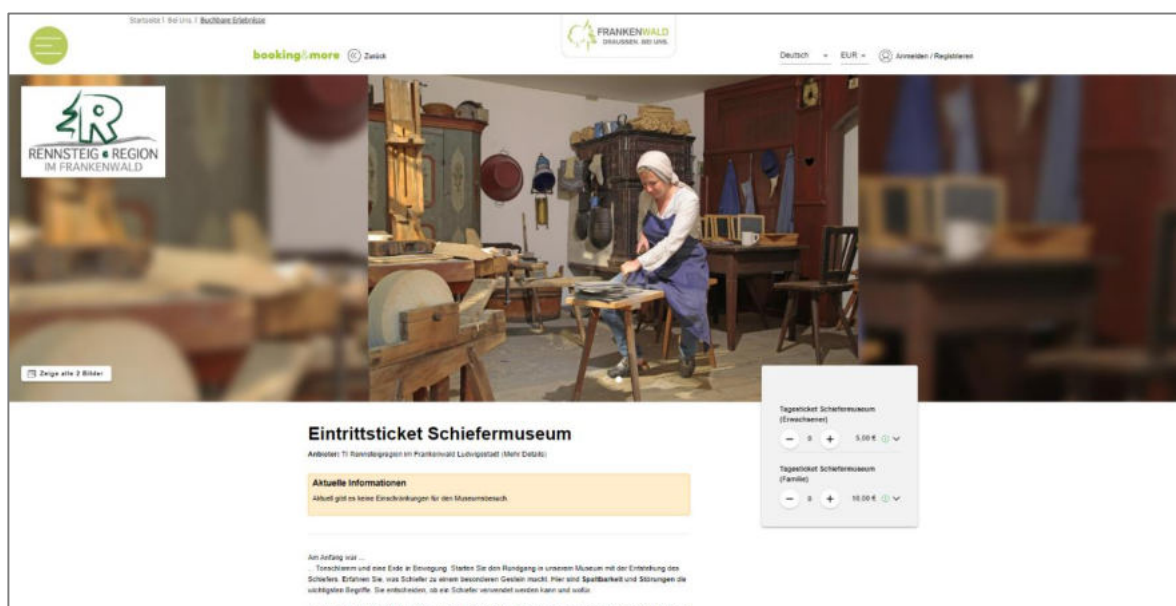 Startseite | Bei Uns. | Buchbare Erlebnisse
FRANKENWALD
DRAUSSEN. BEI UNS.
booking&more Zurück
Deutsch EUR Anmelden / Registrieren
RENNSTEIG REGION
IM FRANKENWALD
Zeige alle 2 Bilder
Tagesticket Schiefermuseum
(Erwachsener)
0 5,00 €
Tagesticket Schiefermuseum
(Familie)
0 10,00 €
Eintrittsticket Schiefermuseum
Anbieter: TI Rennsteigregion im Frankenwald Ludwigsstadt (Mehr Details)
Aktuelle Informationen
Aktuell gibt es keine Einschränkungen für den Museumsbesuch.
Am Anfang war ...
... Tonschlamm und eine Erde in Bewegung. Starten Sie den Rundgang in unserem Museum mit der Entstehung des
Schiefers. Erfahren Sie, was Schiefer zu einem besonderen Gestein macht. Hier sind Spaltbarkeit und Störungen die
wichtigsten Begriffe. Sie entscheiden, ob ein Schiefer verwendet werden kann und wofür.